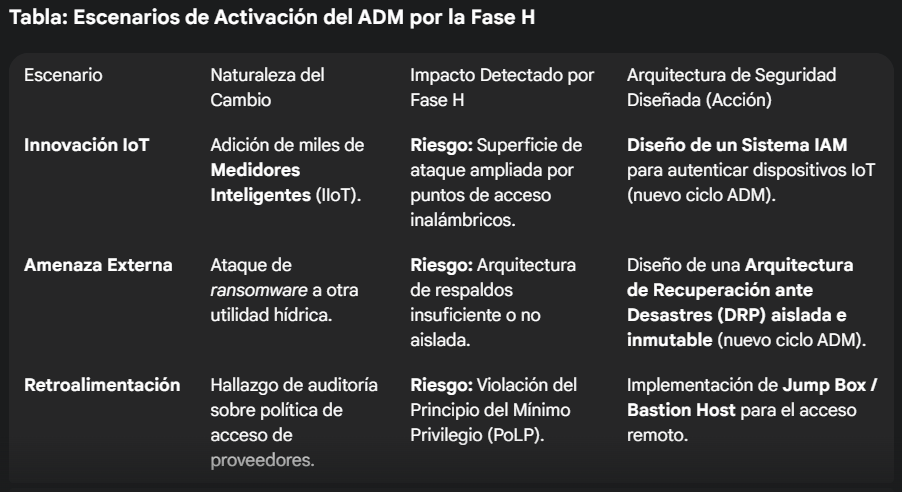 Tabla: Escenarios de Activación del ADM por la Fase H
Escenario
Naturaleza del
Cambio
Impacto Detectado por
Fase H
Arquitectura de Seguridad
Diseñada (Acción)
Innovación IoT
Adición de miles de
Medidores
Inteligentes (IIoT).
Riesgo: Superficie de
ataque ampliada por
puntos de acceso
inalámbricos.
Diseño de un Sistema IAM
para autenticar dispositivos IoT
(nuevo ciclo ADM).
Amenaza Externa
Ataque de
ransomware a otra
utilidad hídrica.
Riesgo: Arquitectura
de respaldos
insuficiente o no
aislada.
Diseño de una Arquitectura
de Recuperación ante
Desastres (DRP) aislada e
inmutable (nuevo ciclo ADM).
Retroalimentación
Hallazgo de auditoría
sobre política de
acceso de
proveedores.
Riesgo: Violación del
Principio del Mínimo
Privilegio (PoLP).
Implementación de Jump Box /
Bastion Host para el acceso
remoto.